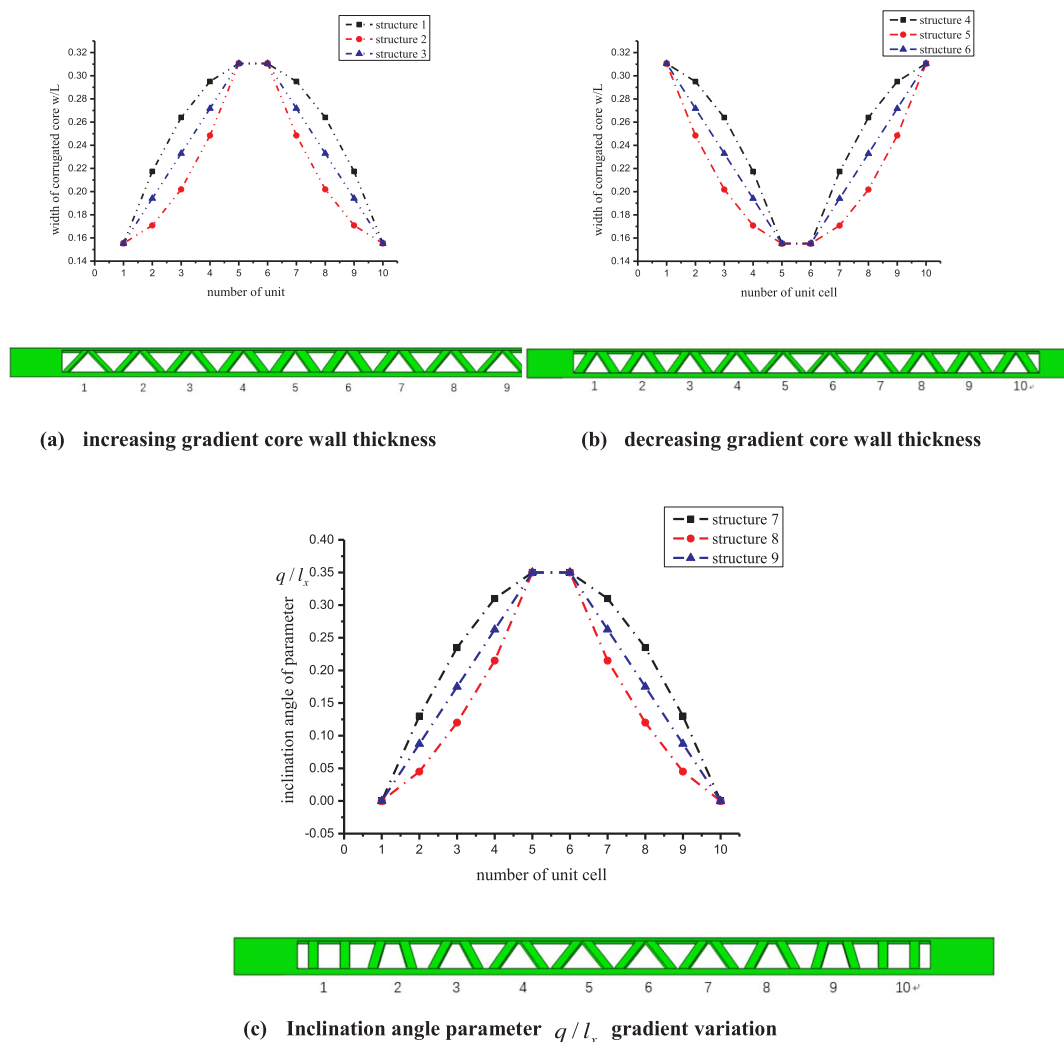 structure 1
structure 2
structure 3
width of corrugated core w/L
0.32
0.30
0.28
0.26
0.24
0.22
0.20
0.18
0.16
0.14
0 1 2 3 4 5 6 7 8 9 10
number of unit
structure 4
structure 5
structure 6
width of corrugated core w/L
0.32
0.30
0.28
0.26
0.24
0.22
0.20
0.18
0.16
0.14
0 1 2 3 4 5 6 7 8 9 10
number of unit cell
1 2 3 4 5 6 7 8 9
1 2 3 4 5 6 7 8 9 10↵
(a) increasing gradient core wall thickness
(b) decreasing gradient core wall thickness
structure 7
structure 8
structure 9
q/lₓ
inclination angle of parameter
0.40
0.35
0.30
0.25
0.20
0.15
0.10
0.05
0.00
-0.05
0 1 2 3 4 5 6 7 8 9 10
number of unit cell
1 2 3 4 5 6 7 8 9 10↵
(c) Inclination angle parameter q/lₓ gradient variation